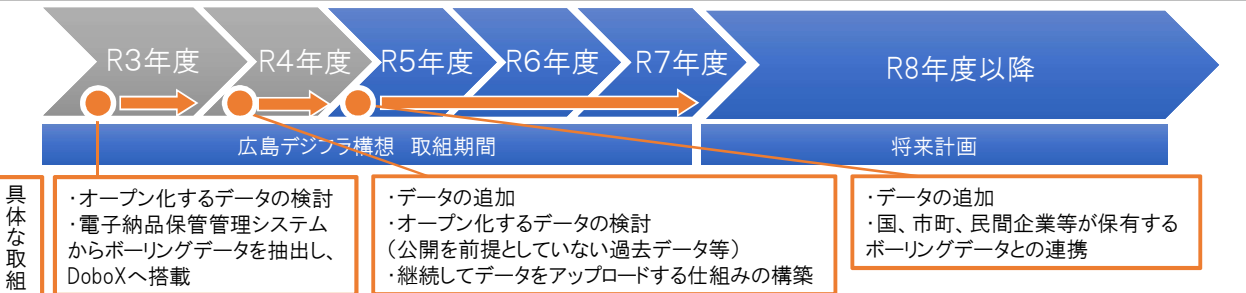 R3年度
R4年度
R5年度
R6年度
R7年度
R8年度以降
広島デジフラ構想 取組期間
将来計画
具体な取組
・オープン化するデータの検討
・電子納品保管管理システム
からボーリングデータを抽出し、
DoboXへ搭載
・データの追加
・オープン化するデータの検討
(公開を前提としていない過去データ等)
・継続してデータをアップロードする仕組みの構築
・データの追加
・国、市町、民間企業等が保有する
ボーリングデータとの連携